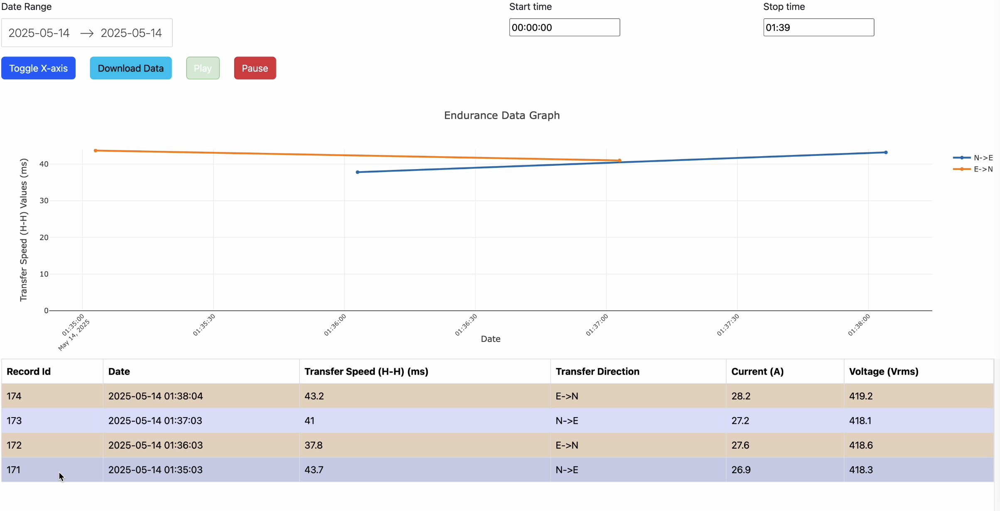 Date Range
Start time
Stop time
2025-05-14 → 2025-05-14
00:00:00
01:39
Toggle X-axis
Download Data
Play
Pause
Endurance Data Graph
Transfer Speed (H-H) Values (ms)
40
30
20
10
0
N->E
E->N
01:35:00
May 14, 2025
01:35:30
01:36:00
01:36:30
01:37:00
01:37:30
01:38:00
Date
Record Id Date Transfer Speed (H-H) (ms) Transfer Direction Current (A) Voltage (Vrms)
174 2025-05-14 01:38:04 43.2 E->N 28.2 419.2
173 2025-05-14 01:37:03 41 N->E 27.2 418.1
172 2025-05-14 01:36:03 37.8 E->N 27.6 418.6
171 2025-05-14 01:35:03 43.7 N->E 26.9 418.3